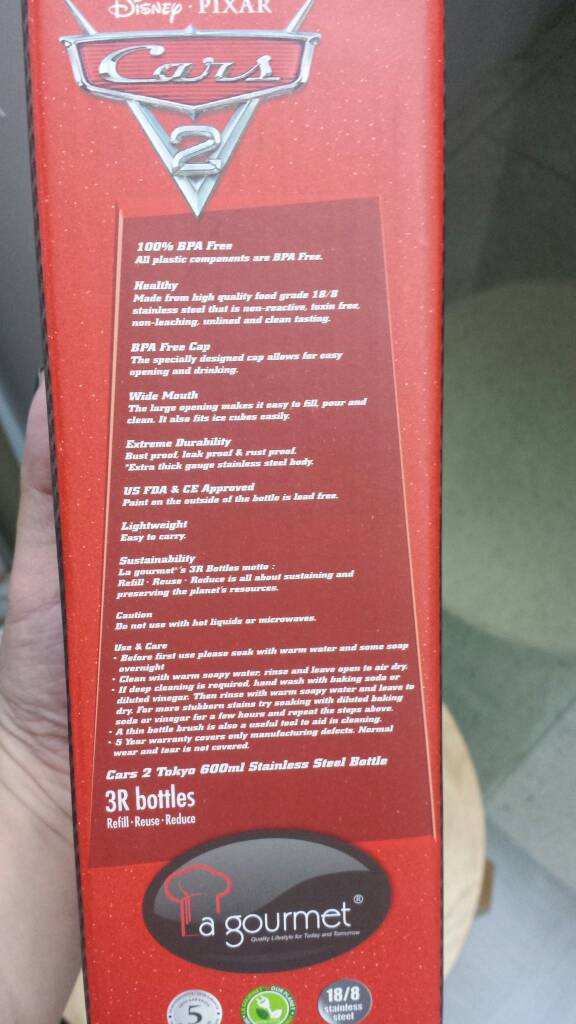 Disney · PIXAR
Cars
2
100% BPA Free
All plastic components are BPA Free.
Healthy
Made from high quality food grade 18/8
stainless steel that is non-reactive, toxin free,
non-leaching, unlined and clean tasting.
BPA Free Cap
The specially designed cap allows for easy
opening and drinking.
Wide Mouth
The large opening makes it easy to fill, pour and
clean. It also fits ice cubes easily.
Extreme Durability
Bust proof, leak proof & rust proof.
*Extra thick gauge stainless steel body.
US FDA & CE Approved
Paint on the outside of the bottle is lead free.
Lightweight
Easy to carry.
Sustainability
La gourmet®'s 3R Bottles motto :
Refill · Reuse · Reduce is all about sustaining and
preserving the planet's resources.
Caution
Do not use with hot liquids or microwaves.
Use & Care
• Before first use please soak with warm water and some soap
overnight
• Clean with warm soapy water, rinse and leave open to air dry.
• If deep cleaning is required, hand wash with baking soda or
diluted vinegar. Then rinse with warm soapy water and leave to
dry. For more stubborn stains try soaking with diluted baking
soda or vinegar for a few hours and repeat the steps above.
• A thin bottle brush is also a useful tool to aid in cleaning.
• 5 Year warranty covers only manufacturing defects. Normal
wear and tear is not covered.
Cars 2 Tokyo 600ml Stainless Steel Bottle
3R bottles
Refill · Reuse · Reduce
La gourmet®
Quality Lifestyle for Today and Tomorrow
5
18/8
stainless
steel